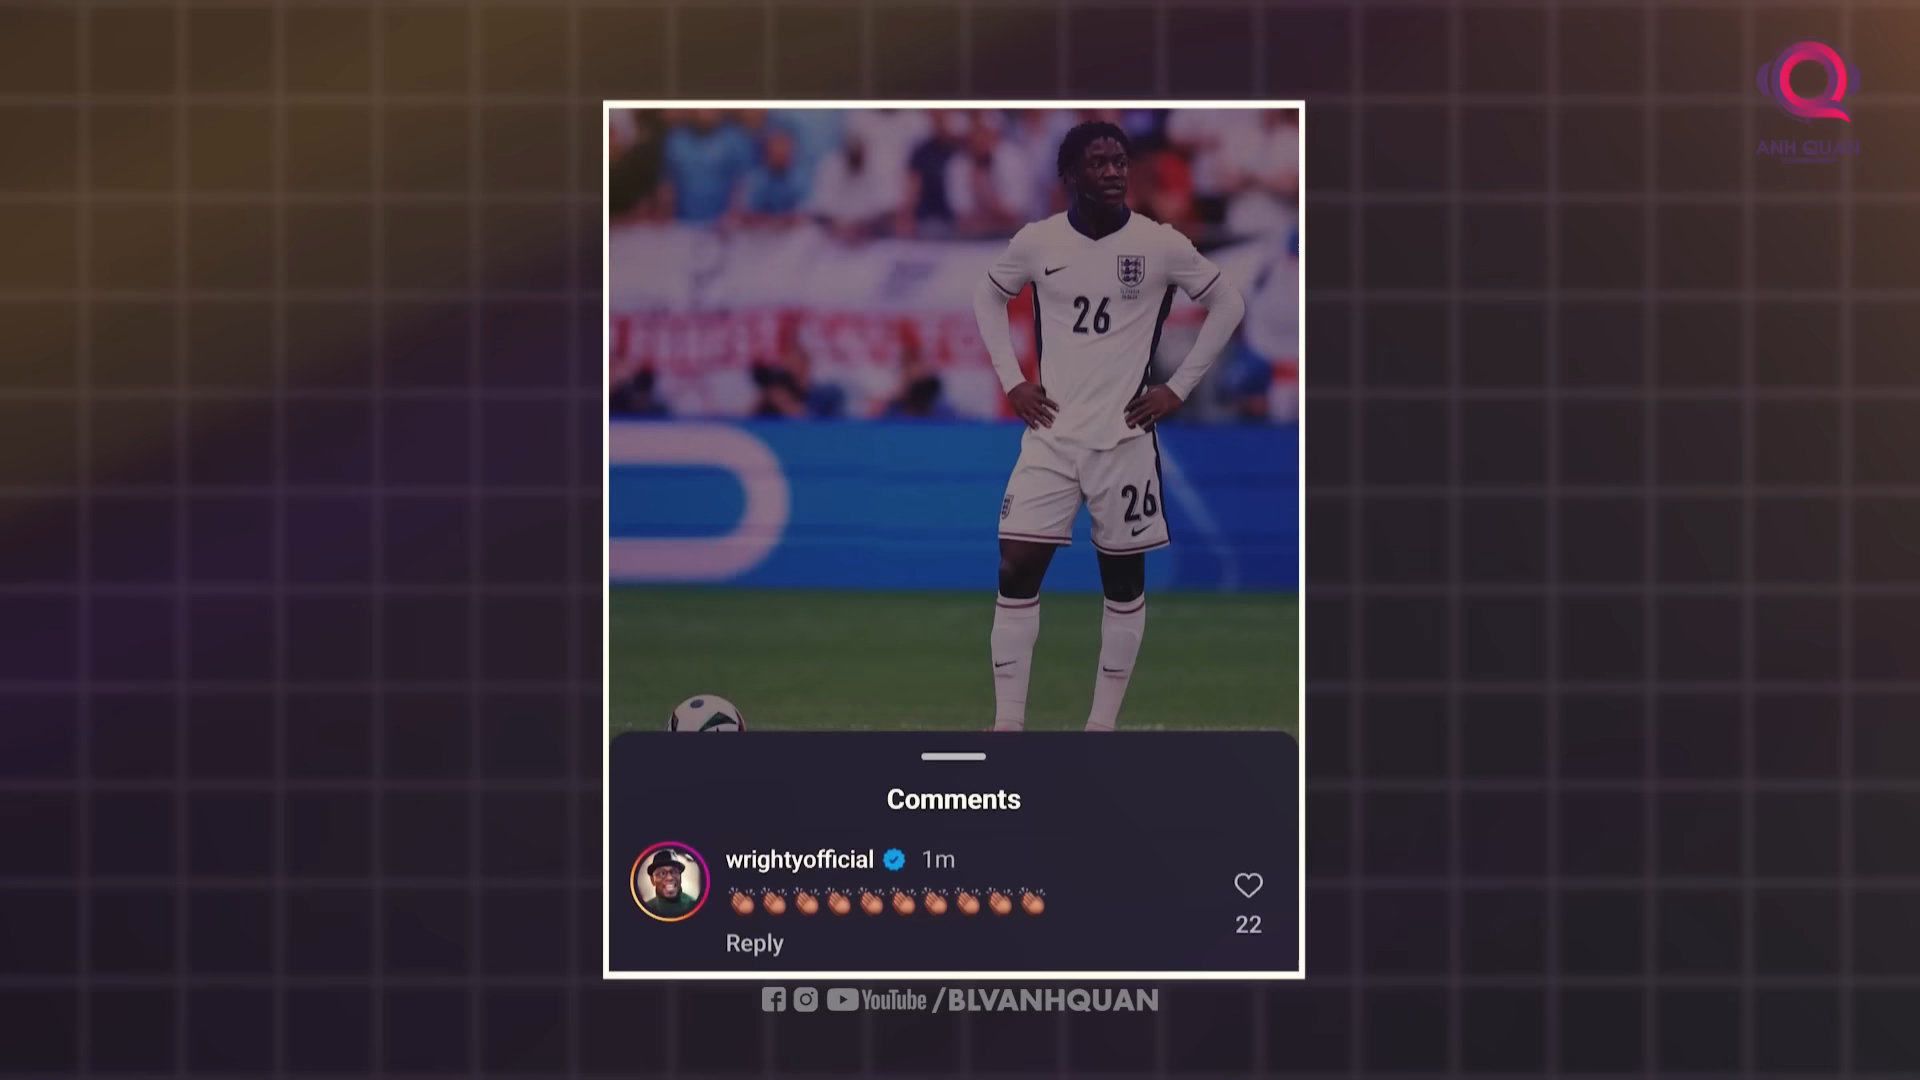 ANH QUAN
26
26
Comments
wrightyofficial 1m
👏🏽👏🏽👏🏽👏🏽👏🏽👏🏽👏🏽👏🏽👏🏽👏🏽
Reply
22
YouTube /BLVANHQUAN